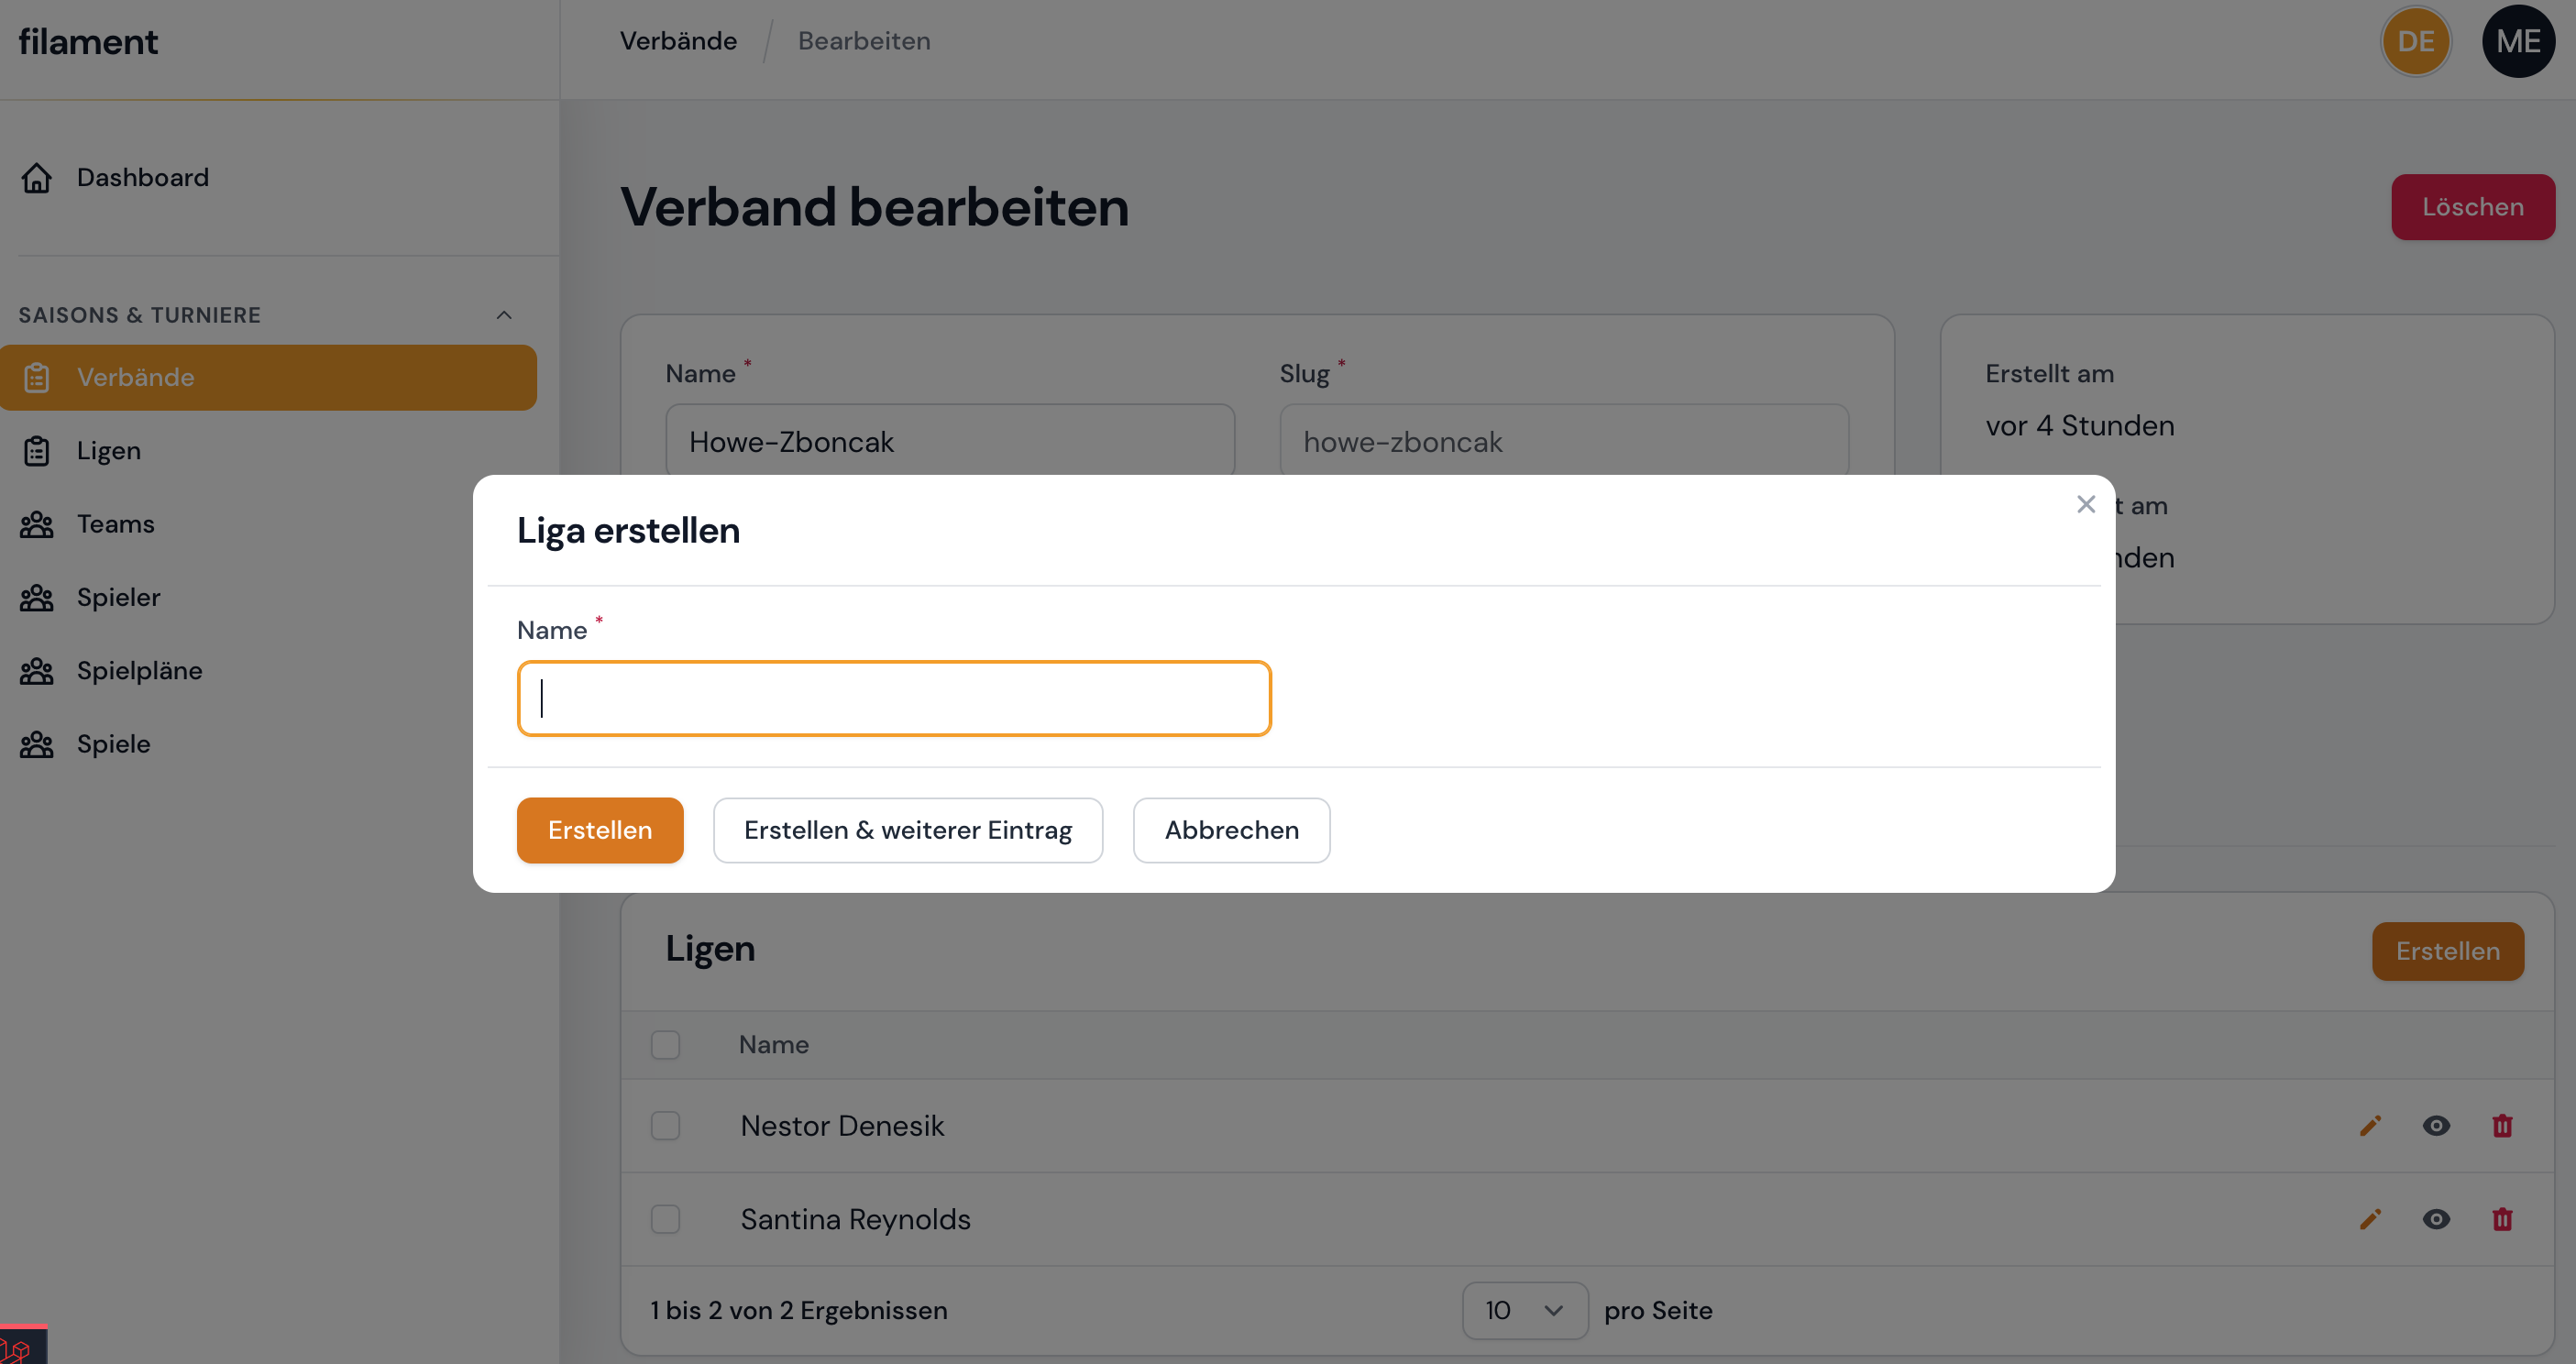 filament
Verbände / Bearbeiten
DE
ME
Dashboard
SAISONS & TURNIERE
Verbände
Ligen
Teams
Spieler
Spielpläne
Spiele
Verband bearbeiten
Löschen
Name *
Howe-Zboncak
Slug *
howe-zboncak
Erstellt am
vor 4 Stunden
t am
nden
Liga erstellen
Name *
Erstellen
Erstellen & weiterer Eintrag
Abbrechen
Ligen
Erstellen
Name
Nestor Denesik
Santina Reynolds
1 bis 2 von 2 Ergebnissen
10
pro Seite